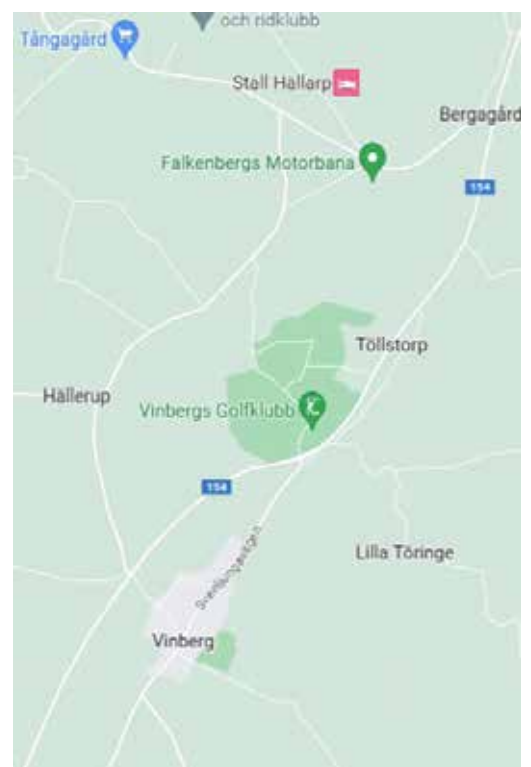 och ridklubb
Tångagård
Stall Hällarp
Bergagård
Falkenbergs Motorbana
154
Töllstorp
Hällerup
Vinbergs Golfklubb
154
Lilla Töringe
Vinberg